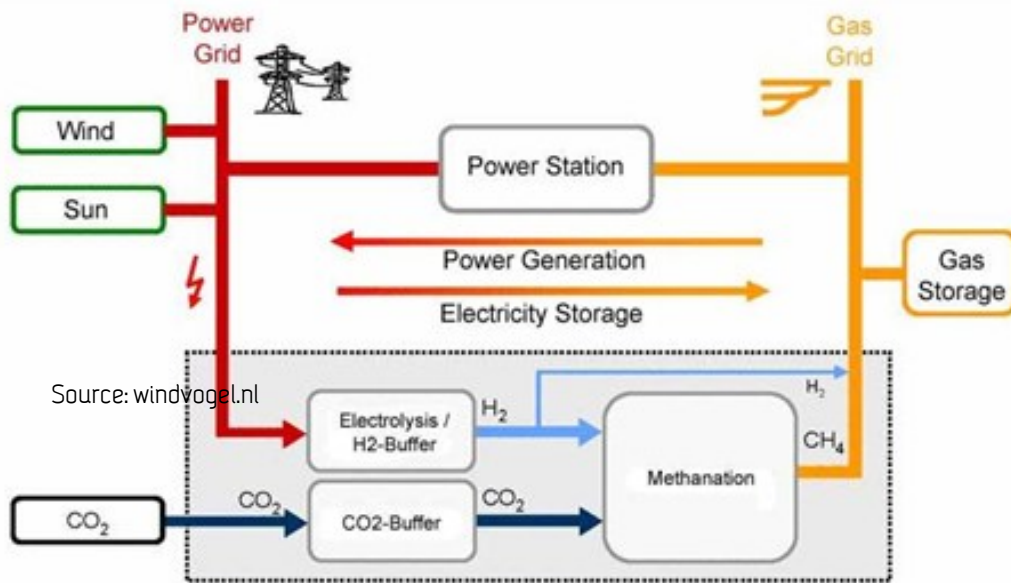 Power
Grid
Gas
Grid
Wind
Power Station
Sun
Power Generation
Gas
Storage
Electricity Storage
Source: windvogel.nl
H₂
Electrolysis /
H2-Buffer
H₂
CH₄
Methanation
CO₂
CO₂
CO2-Buffer
CO₂